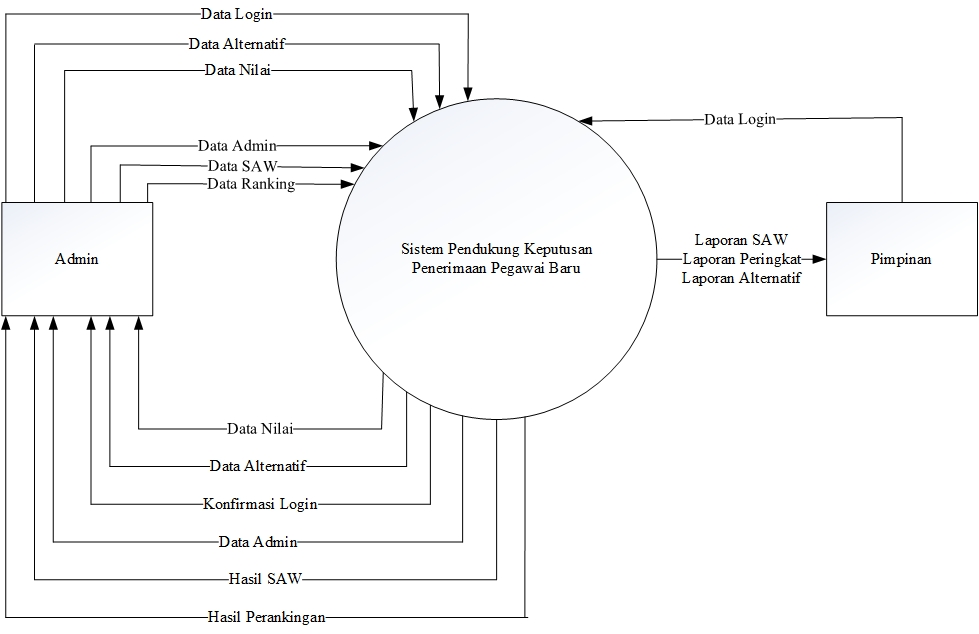 Data Login
Data Alternatif
Data Nilai
Data Login
Data Admin
Data SAW
Data Ranking
Admin
Sistem Pendukung Keputusan
Penerimaan Pegawai Baru
Laporan SAW
Laporan Peringkat
Laporan Alternatif
Pimpinan
Data Nilai
Data Alternatif
Konfirmasi Login
Data Admin
Hasil SAW
Hasil Perankingan